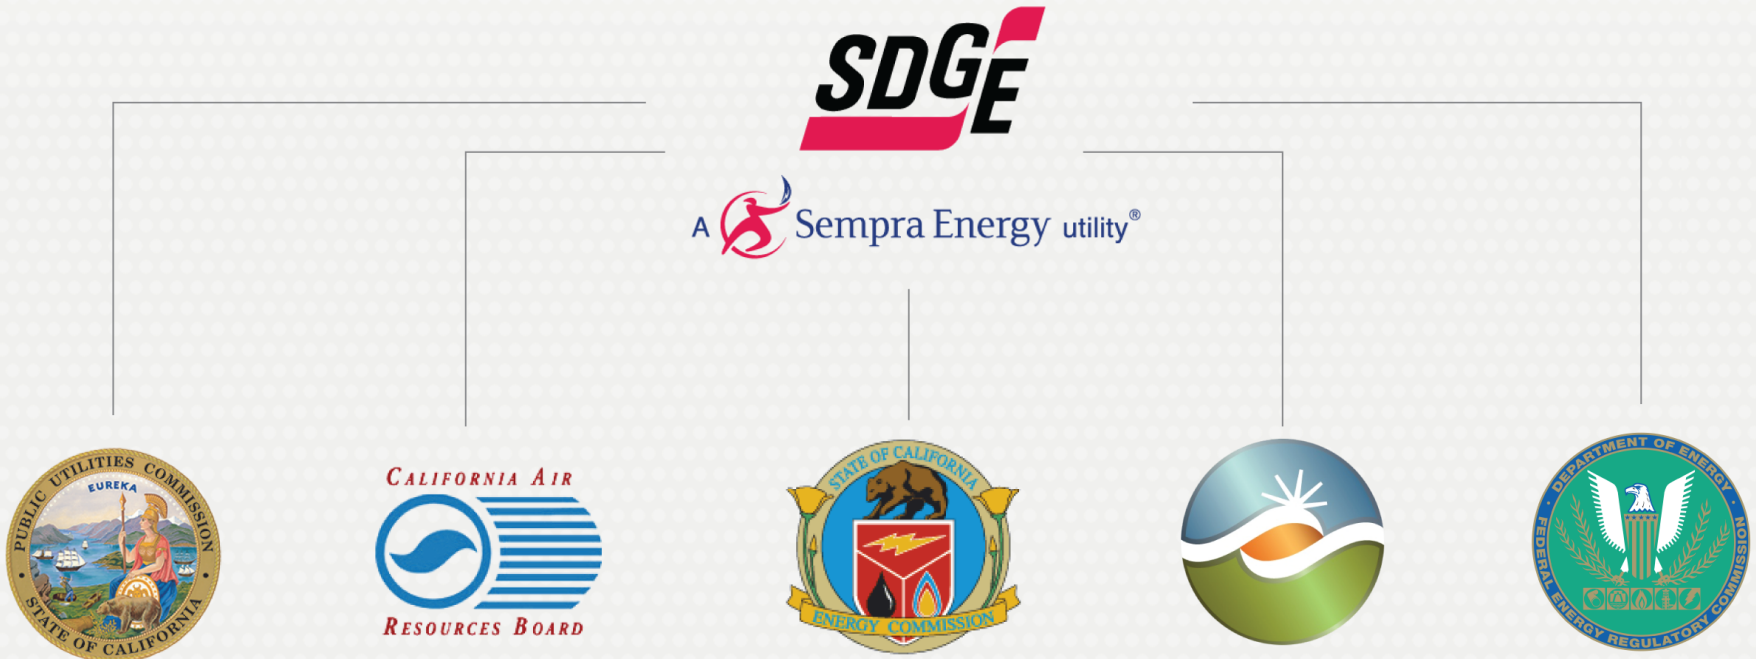 SDGE
A Sempra Energy utility®
PUBLIC UTILITIES COMMISSION
EUREKA
STATE OF CALIFORNIA
CALIFORNIA AIR
RESOURCES BOARD
STATE OF CALIFORNIA
ENERGY COMMISSION
DEPARTMENT OF ENERGY
FEDERAL ENERGY REGULATORY COMMISSION